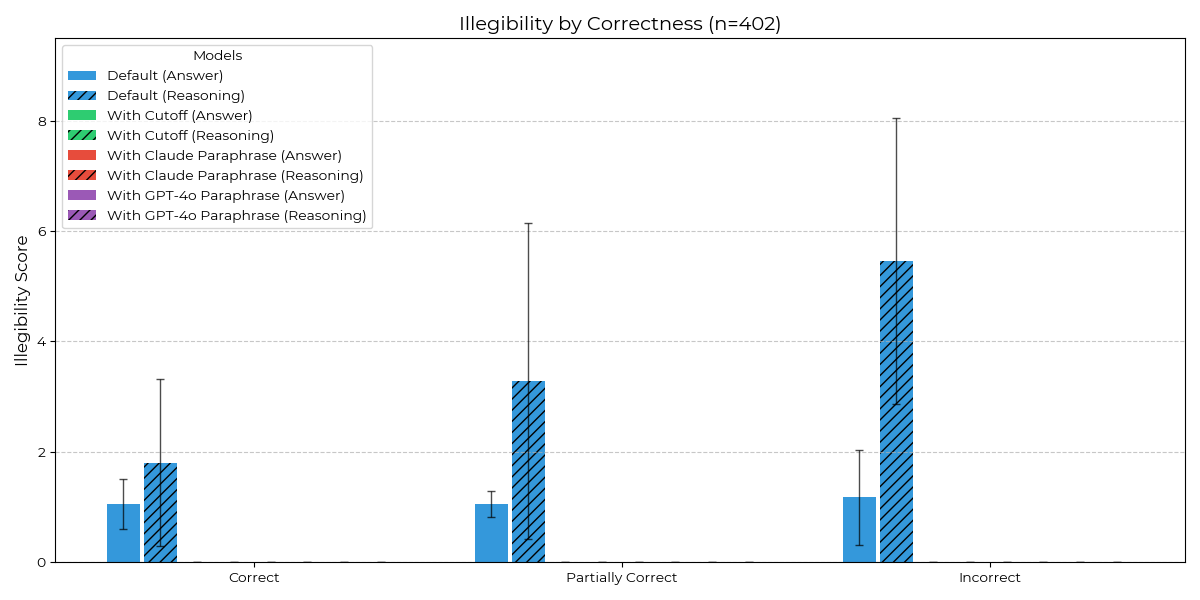 Illegibility by Correctness (n=402)
Models
Default (Answer)
Default (Reasoning)
With Cutoff (Answer)
With Cutoff (Reasoning)
With Claude Paraphrase (Answer)
With Claude Paraphrase (Reasoning)
With GPT-4o Paraphrase (Answer)
With GPT-4o Paraphrase (Reasoning)
Illegibility Score
8
6
4
2
0
Correct
Partially Correct
Incorrect